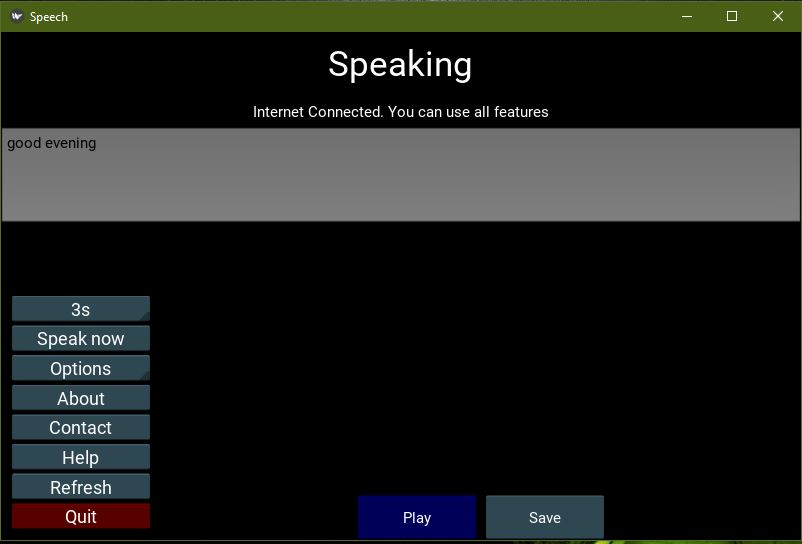 Speech
Speaking
Internet Connected. You can use all features
good evening
3s
Speak now
Options
About
Contact
Help
Refresh
Quit
Play
Save